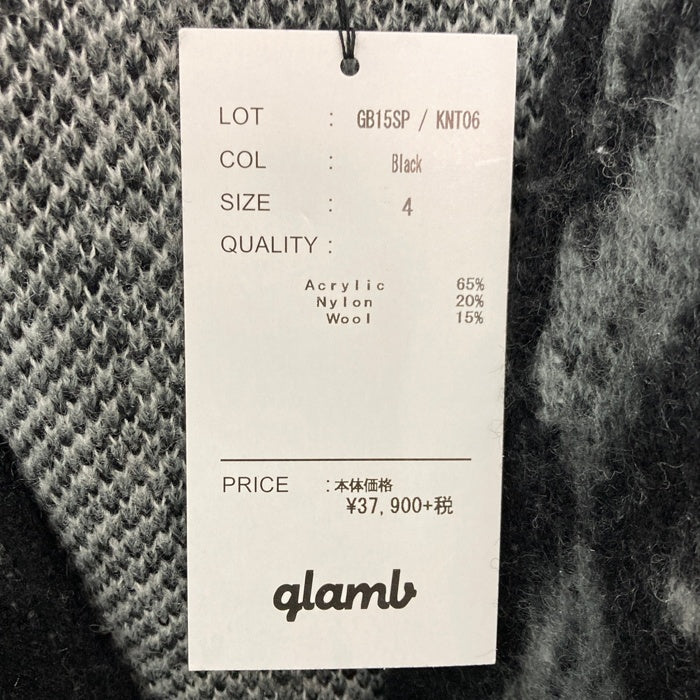 LOT : GB15SP / KNT06
COL : Black
SIZE : 4
QUALITY :
Acrylic 65%
Nylon 20%
Wool 15%
PRICE :本体価格
¥37,900+税
glamb